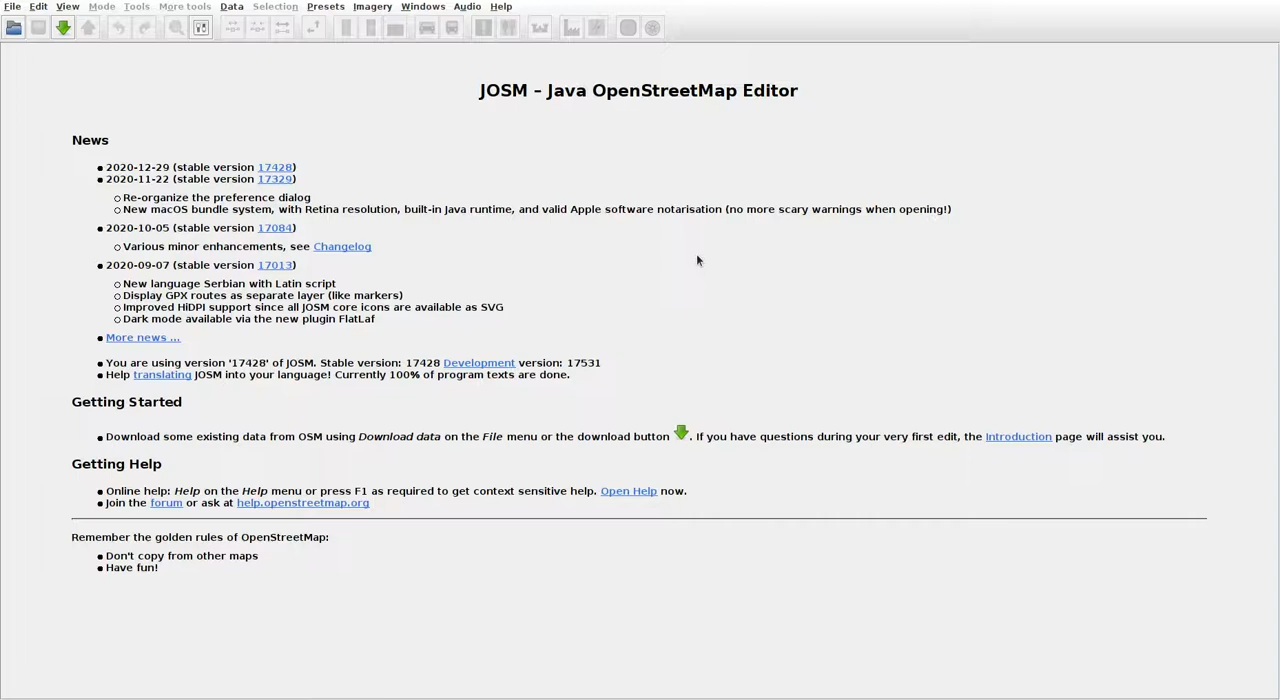 File Edit View Mode Tools More tools Data Selection Presets Imagery Windows Audio Help
JOSM – Java OpenStreetMap Editor
News
2020-12-29 (stable version 17428)
2020-11-22 (stable version 17329)
Re-organize the preference dialog
New macOS bundle system, with Retina resolution, built-in Java runtime, and valid Apple software notarisation (no more scary warnings when opening!)
2020-10-05 (stable version 17084)
Various minor enhancements, see Changelog
2020-09-07 (stable version 17013)
New language Serbian with Latin script
Display GPX routes as separate layer (like markers)
Improved HiDPI support since all JOSM core icons are available as SVG
Dark mode available via the new plugin FlatLaf
More news ...
You are using version '17428' of JOSM. Stable version: 17428 Development version: 17531
Help translating JOSM into your language! Currently 100% of program texts are done.
Getting Started
Download some existing data from OSM using Download data on the File menu or the download button . If you have questions during your very first edit, the Introduction page will assist you.
Getting Help
Online help: Help on the Help menu or press F1 as required to get context sensitive help. Open Help now.
Join the forum or ask at help.openstreetmap.org
Remember the golden rules of OpenStreetMap:
Don't copy from other maps
Have fun!